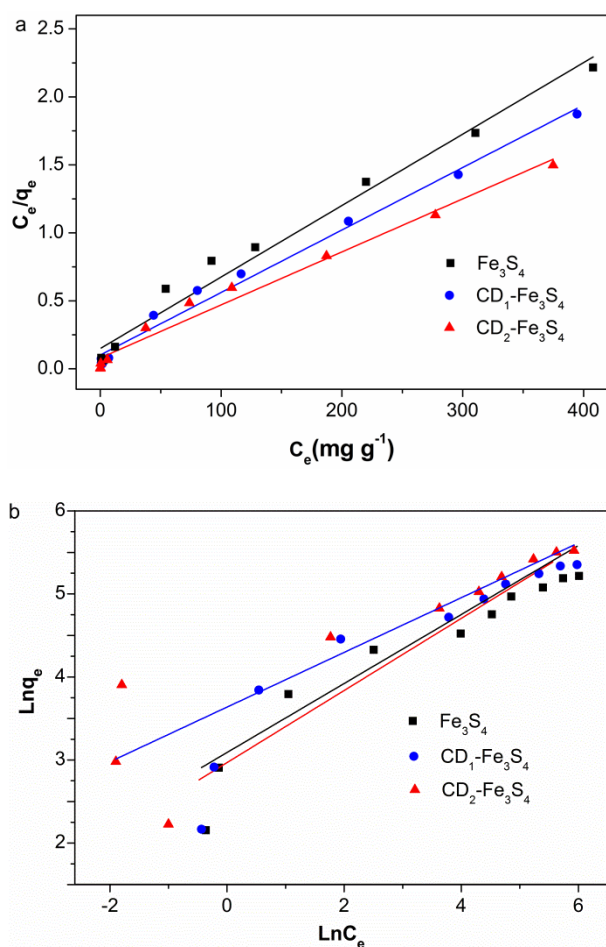 a
2.5
2.0
1.5
1.0
0.5
0.0
Cₑ/qₑ
Fe₃S₄
CD₁-Fe₃S₄
CD₂-Fe₃S₄
0 100 200 300 400
Cₑ(mg g⁻¹)
b
6
5
4
3
2
Lnqₑ
Fe₃S₄
CD₁-Fe₃S₄
CD₂-Fe₃S₄
-2 0 2 4 6
LnCₑ